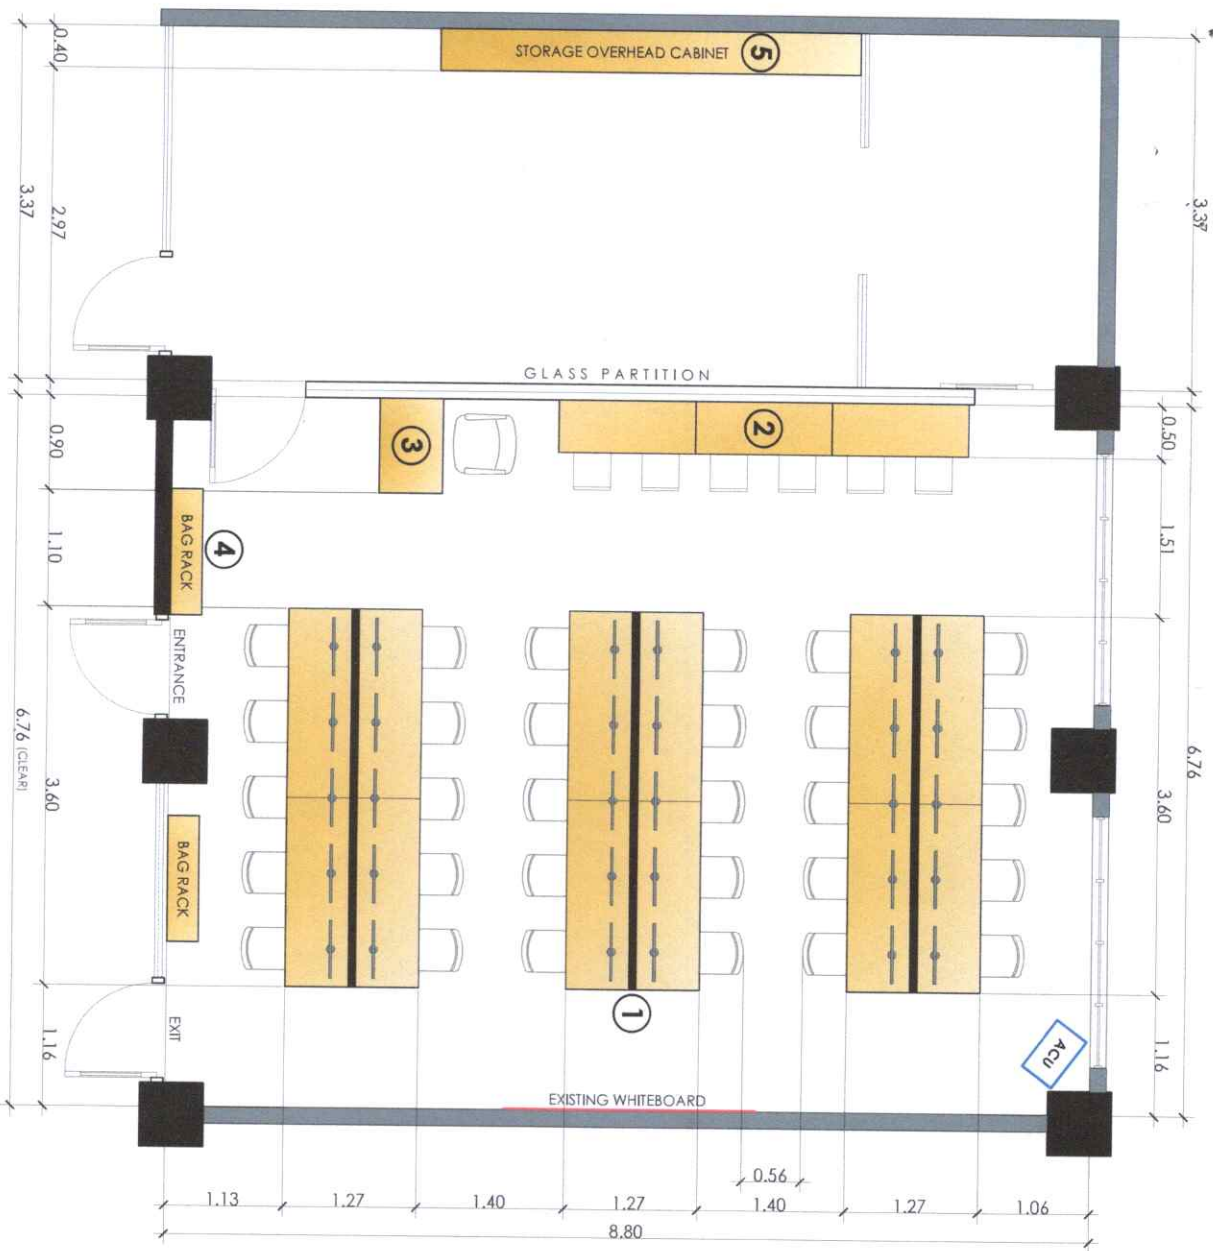 STORAGE OVERHEAD CABINET 5
0.40
2.97
3.37
3.37
GLASS PARTITION
3
2
0.90
0.50
BAG RACK
4
1.10
1.51
ENTRANCE
6.76 (CLEAR)
3.60
6.76
3.60
BAG RACK
1
EXIT
ACU
1.16
1.16
EXISTING WHITEBOARD
0.56
1.13
1.27
1.40
1.27
1.40
1.27
1.06
8.80